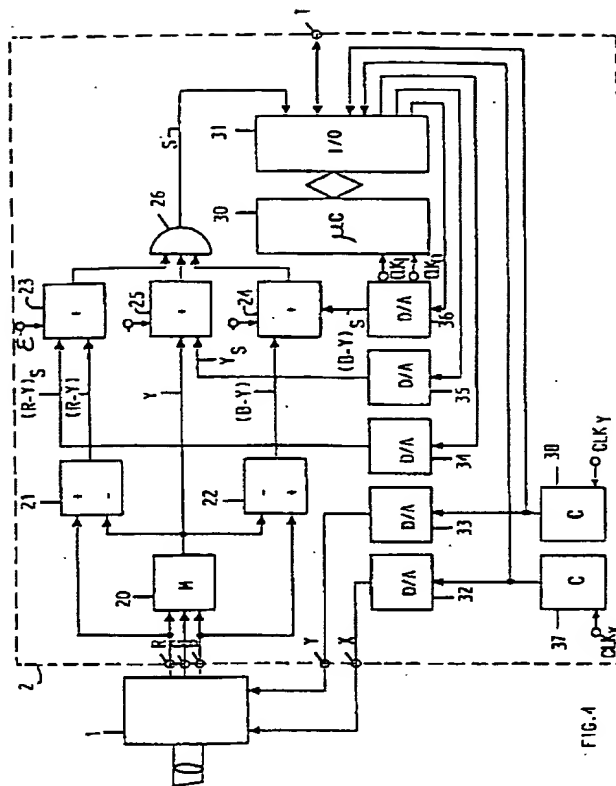 2
1
R
Y
X
20
M
21
+
-
22
-
+
(R-Y)S
(R-Y)
Y
(B-Y)
YS
(B-Y)S
ε
23
25
24
26
S
30
μC
31
I/O
T
D/A
32
D/A
33
D/A
34
D/A
35
D/A
36
C
37
CLKY
C
38
CLKY
FIG.4